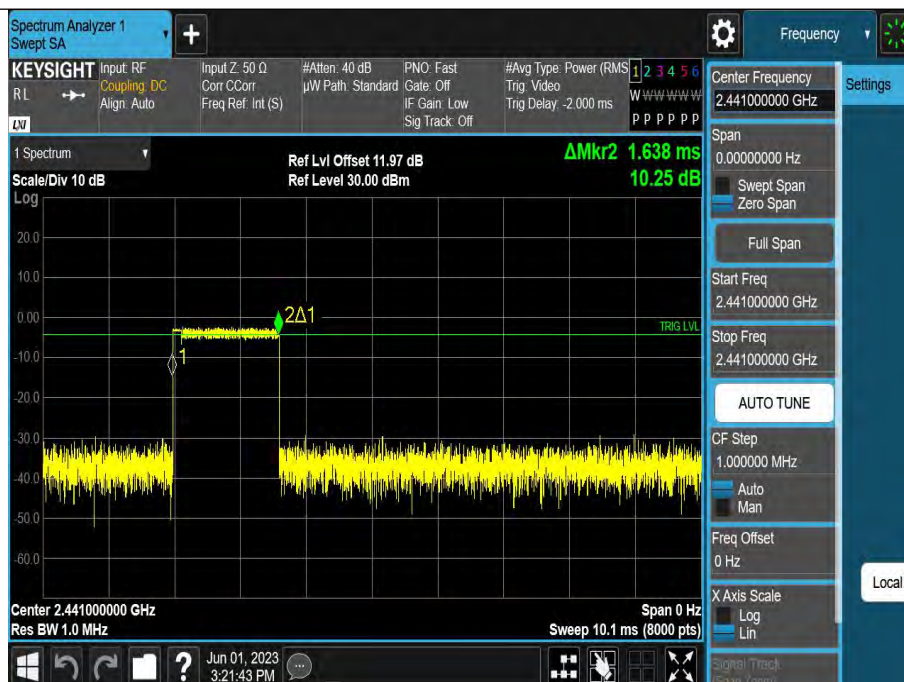 Spectrum Analyzer 1
Swept SA
Frequency
KEYSIGHT
RL
LXI
Input: RF
Coupling: DC
Align: Auto
Input Z: 50 Ω
Corr CCorr
Freq Ref: Int (S)
#Atten: 40 dB
µW Path: Standard
PNO: Fast
Gate: Off
IF Gain: Low
Sig Track: Off
#Avg Type: Power (RMS
Trig: Video
Trig Delay: -2.000 ms
1 2 3 4 5 6
W W W W W W
P P P P P P
1 Spectrum
Scale/Div 10 dB
Log
Ref Lvl Offset 11.97 dB
Ref Level 30.00 dBm
ΔMkr2 1.638 ms
10.25 dB
20.0
10.0
0.00
-10.0
-20.0
-30.0
-40.0
-50.0
-60.0
2Δ1
1
TRIG LVL
Center 2.441000000 GHz
Res BW 1.0 MHz
Span 0 Hz
Sweep 10.1 ms (8000 pts)
Jun 01, 2023
3:21:43 PM
?
Center Frequency
2.441000000 GHz
Span
0.00000000 Hz
Swept Span
Zero Span
Full Span
Start Freq
2.441000000 GHz
Stop Freq
2.441000000 GHz
AUTO TUNE
CF Step
1.000000 MHz
Auto
Man
Freq Offset
0 Hz
X Axis Scale
Log
Lin
Signal Track
(Span Zoom)
Settings
Local